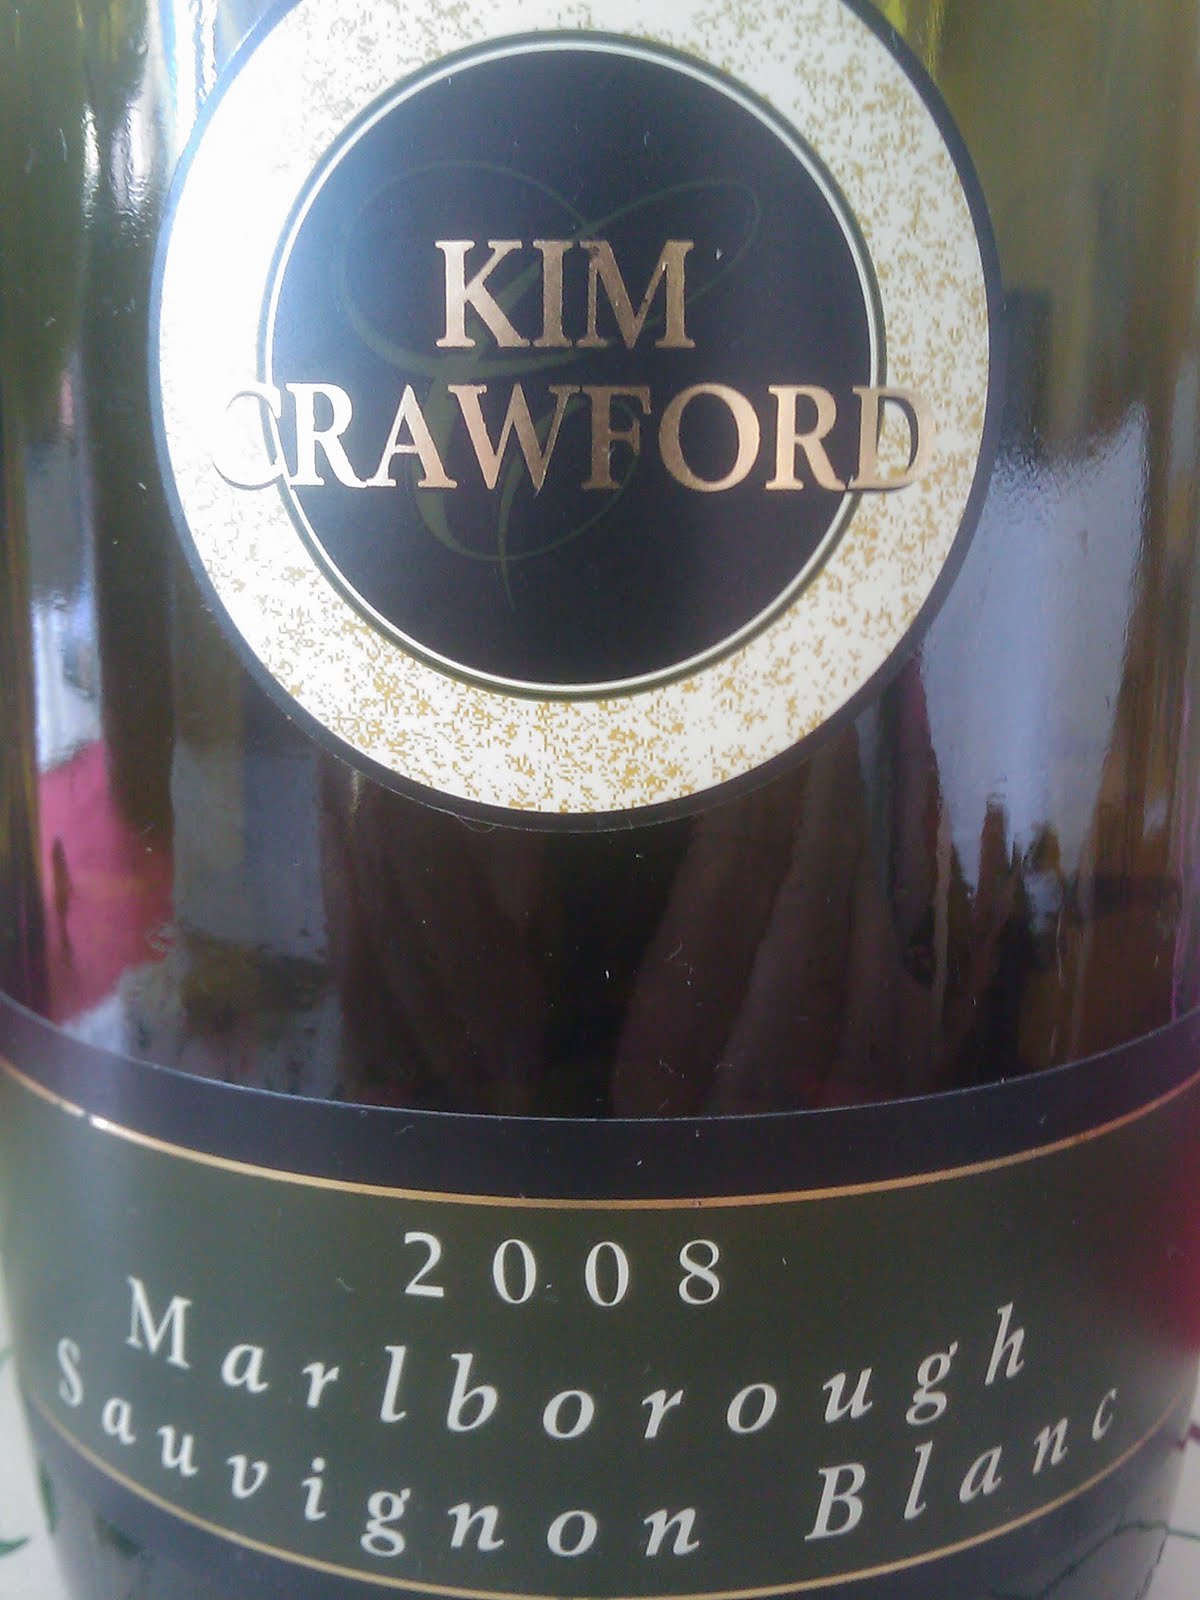 KIM
CRAWFORD
2008
Marlborough
Sauvignon Blanc